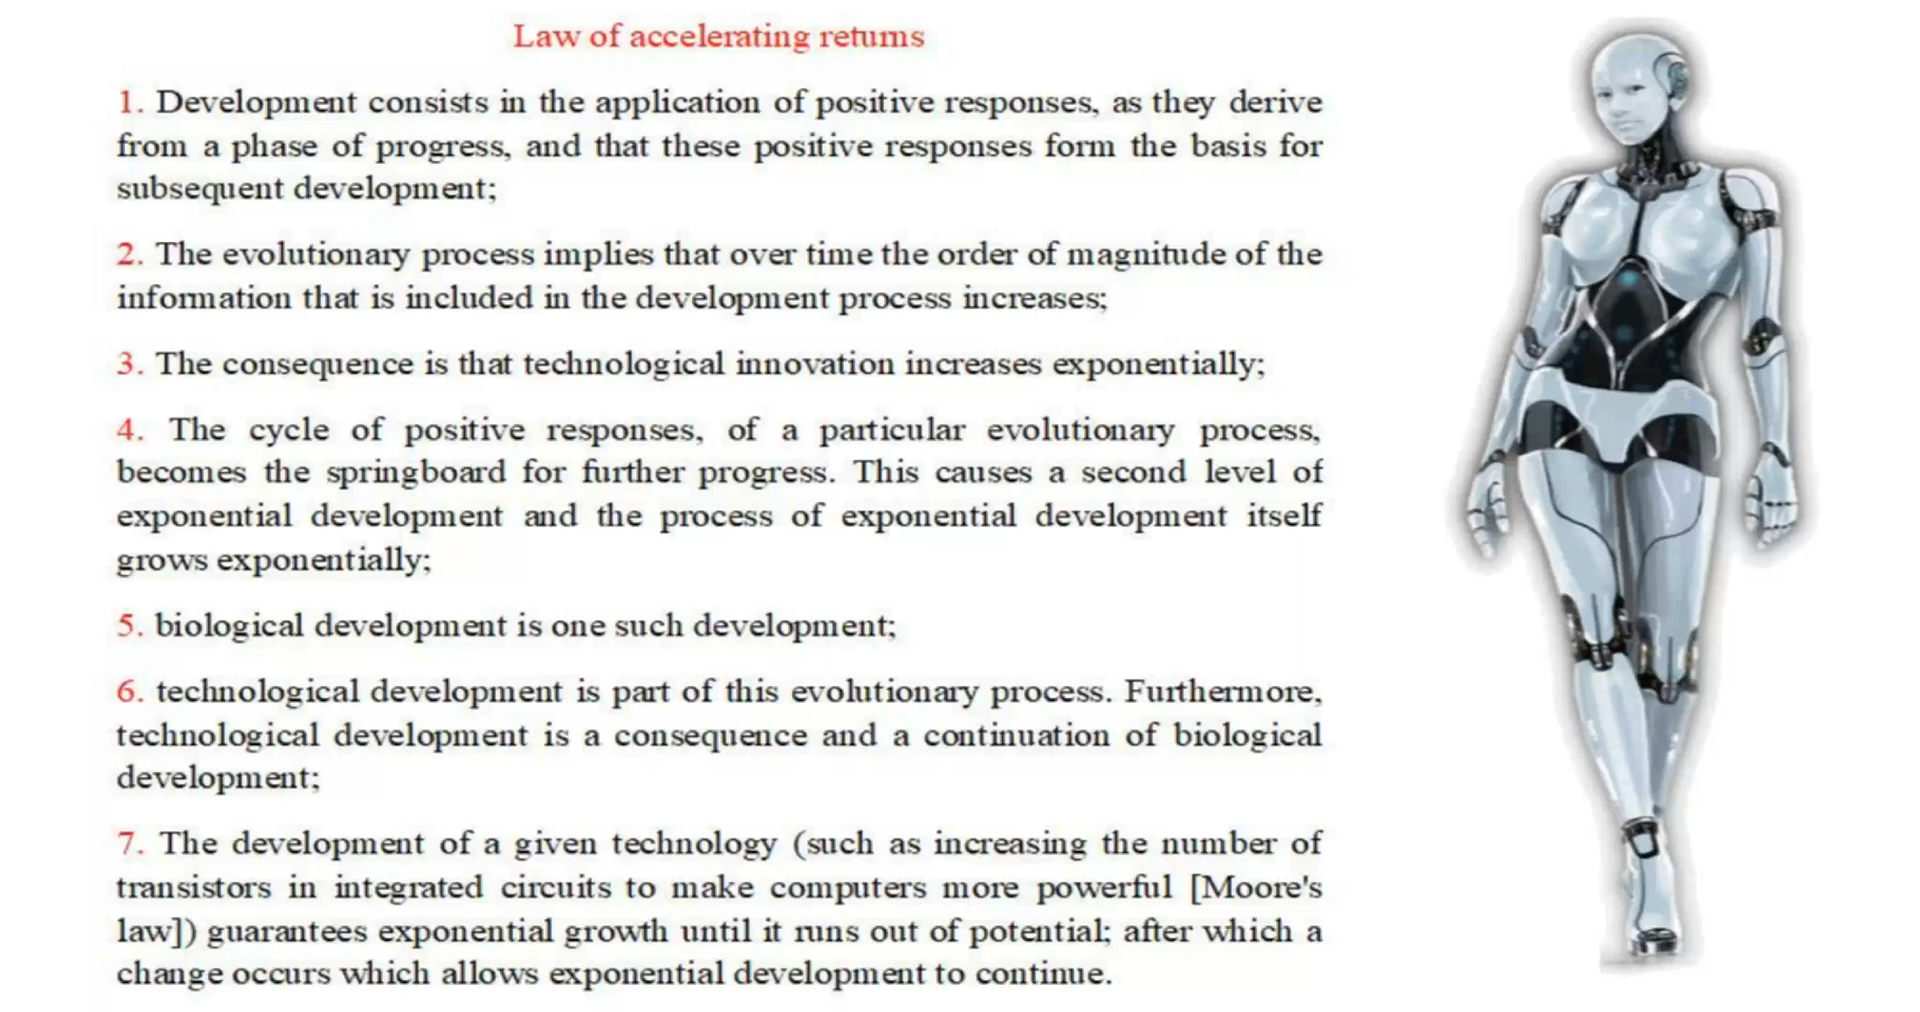 Law of accelerating returns
1. Development consists in the application of positive responses, as they derive
from a phase of progress, and that these positive responses form the basis for
subsequent development;
2. The evolutionary process implies that over time the order of magnitude of the
information that is included in the development process increases;
3. The consequence is that technological innovation increases exponentially;
4. The cycle of positive responses, of a particular evolutionary process,
becomes the springboard for further progress. This causes a second level of
exponential development and the process of exponential development itself
grows exponentially;
5. biological development is one such development;
6. technological development is part of this evolutionary process. Furthermore,
technological development is a consequence and a continuation of biological
development;
7. The development of a given technology (such as increasing the number of
transistors in integrated circuits to make computers more powerful [Moore's
law]) guarantees exponential growth until it runs out of potential; after which a
change occurs which allows exponential development to continue.